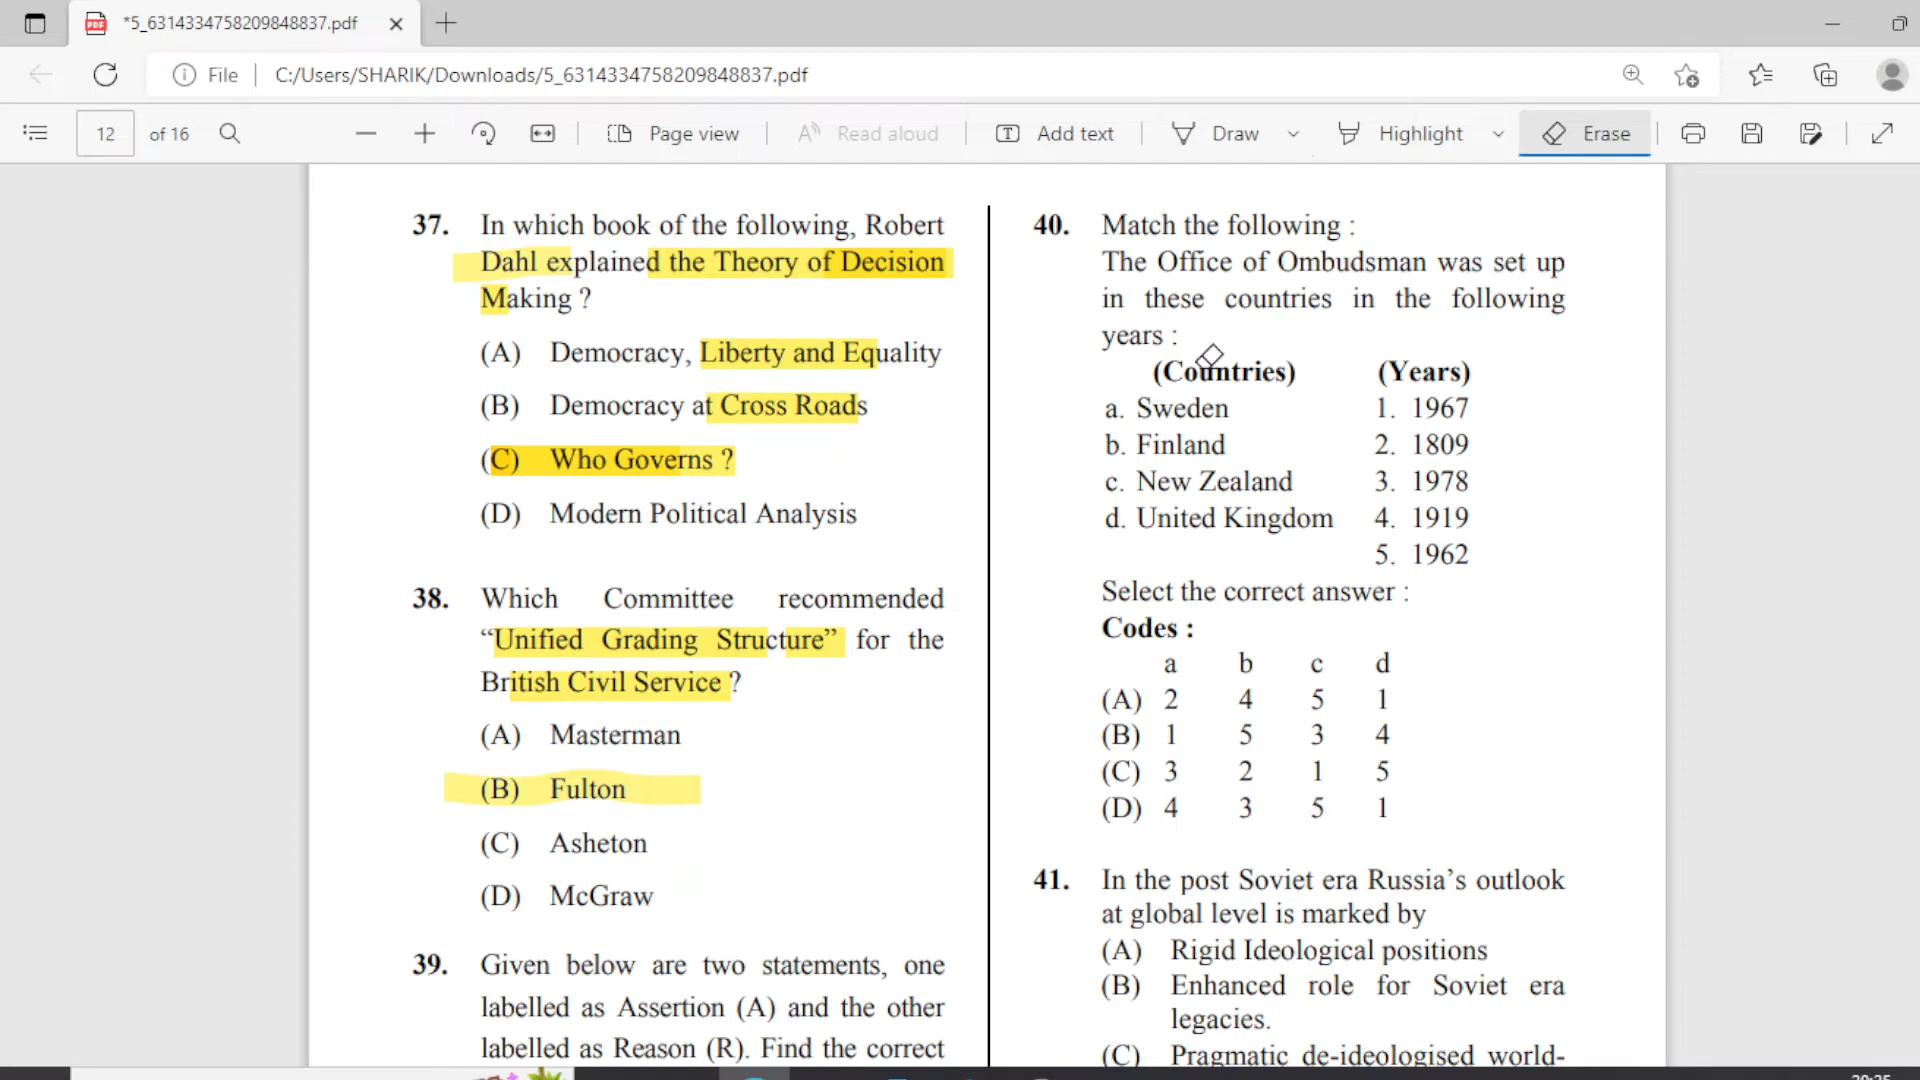 *5_6314334758209848837.pdf
File
C:/Users/SHARIK/Downloads/5_6314334758209848837.pdf
12 of 16
Page view
Read aloud
Add text
Draw
Highlight
Erase
37. In which book of the following, Robert
Dahl explained the Theory of Decision
Making ?
(A) Democracy, Liberty and Equality
(B) Democracy at Cross Roads
(C) Who Governs ?
(D) Modern Political Analysis
38. Which Committee recommended
“Unified Grading Structure” for the
British Civil Service ?
(A) Masterman
(B) Fulton
(C) Asheton
(D) McGraw
39. Given below are two statements, one
labelled as Assertion (A) and the other
labelled as Reason (R). Find the correct
40. Match the following :
The Office of Ombudsman was set up
in these countries in the following
years :
(Countries) (Years)
a. Sweden 1. 1967
b. Finland 2. 1809
c. New Zealand 3. 1978
d. United Kingdom 4. 1919
5. 1962
Select the correct answer :
Codes :
a b c d
(A) 2 4 5 1
(B) 1 5 3 4
(C) 3 2 1 5
(D) 4 3 5 1
41. In the post Soviet era Russia’s outlook
at global level is marked by
(A) Rigid Ideological positions
(B) Enhanced role for Soviet era
legacies.
(C) Pragmatic de-ideologised world-